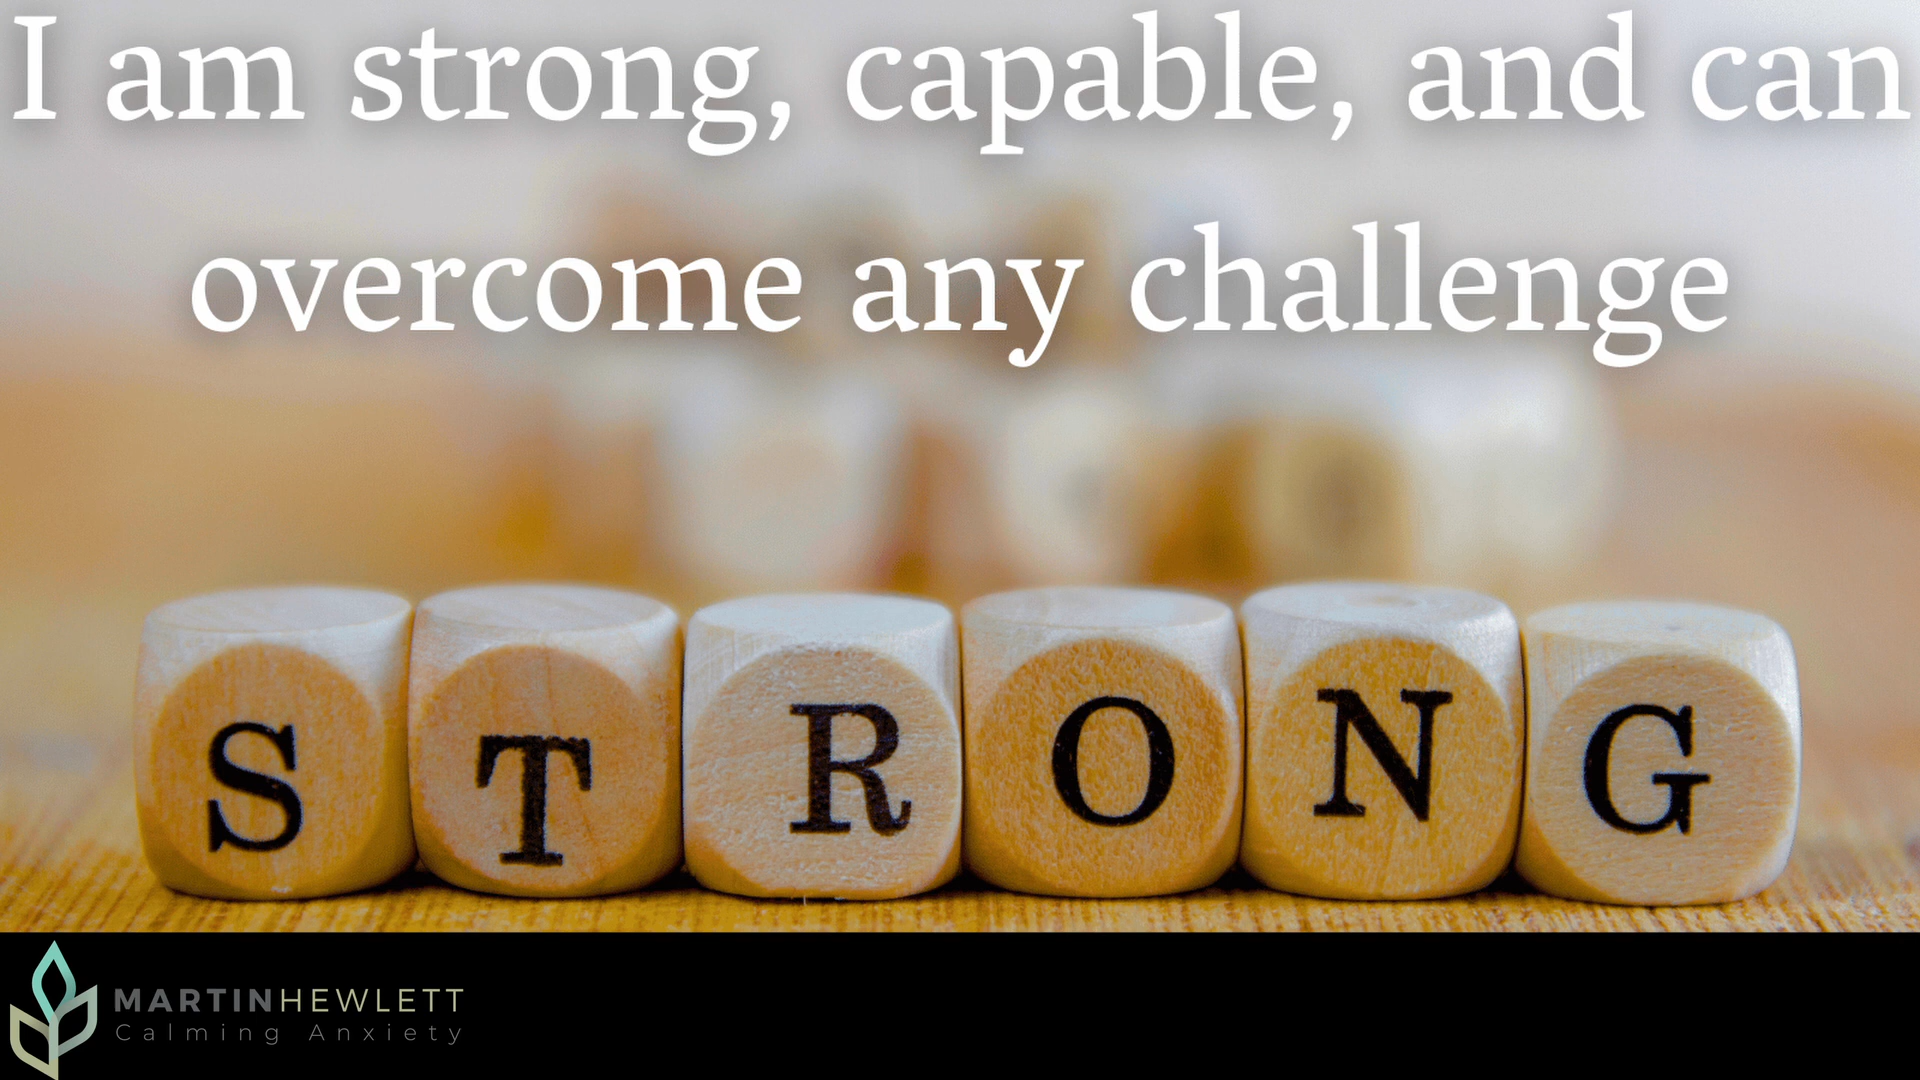 I am strong, capable, and can
overcome any challenge
STRONG
MARTINHEWLETT
Calming Anxiety